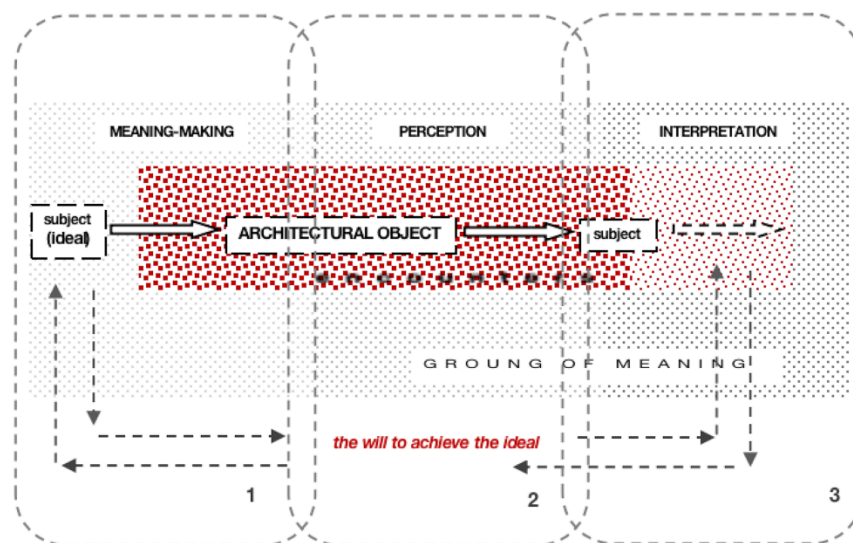 MEANING-MAKING PERCEPTION INTERPRETATION
subject
(ideal)
ARCHITECTURAL OBJECT
subject
encounters
GROUNG OF MEANING
the will to achieve the ideal
1 2 3